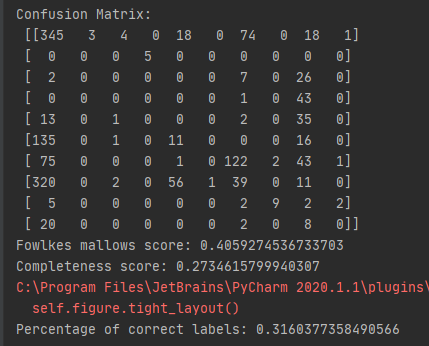 Confusion Matrix:
[[345 3 4 0 18 0 74 0 18 1]
[ 0 0 0 5 0 0 0 0 0 0]
[ 2 0 0 0 0 0 7 0 26 0]
[ 0 0 0 0 0 0 1 0 43 0]
[ 13 0 1 0 0 0 2 0 35 0]
[135 0 1 0 11 0 0 0 16 0]
[ 75 0 0 0 1 0 122 2 43 1]
[320 0 2 0 56 1 39 0 11 0]
[ 5 0 0 0 0 0 2 9 2 2]
[ 20 0 0 0 0 0 2 0 8 0]]
Fowlkes mallows score: 0.4059274536733703
Completeness score: 0.2734615799940307
C:\Program Files\JetBrains\PyCharm 2020.1.1\plugins\
self.figure.tight_layout()
Percentage of correct labels: 0.3160377358490566